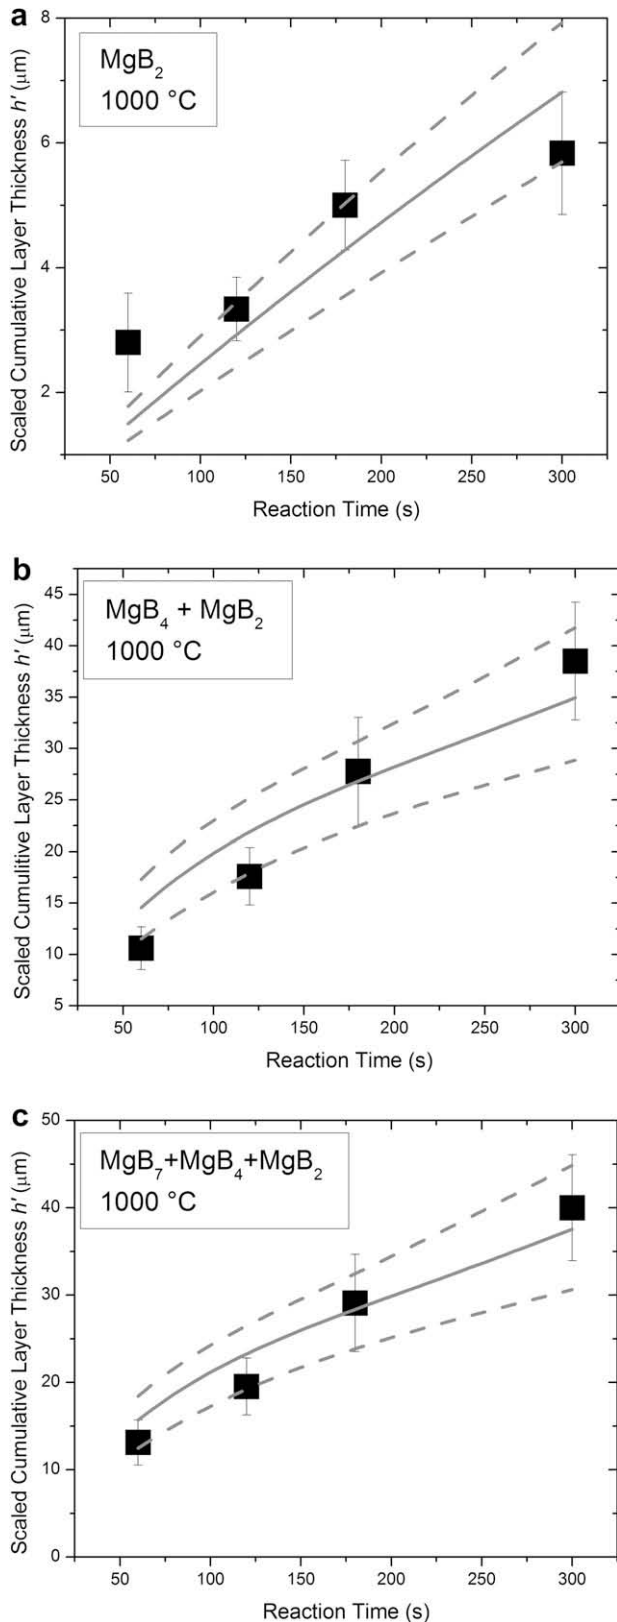 a
MgB₂
1000 °C
Scaled Cumulative Layer Thickness h' (μm)
8
6
4
2
50 100 150 200 250 300
Reaction Time (s)
b
MgB₄ + MgB₂
1000 °C
Scaled Cumulitive Layer Thickness h' (μm)
45
40
35
30
25
20
15
10
5
50 100 150 200 250 300
Reaction Time (s)
c
MgB₇+MgB₄+MgB₂
1000 °C
Scaled Cumulative Layer Thickness h' (μm)
50
40
30
20
10
0
50 100 150 200 250 300
Reaction Time (s)